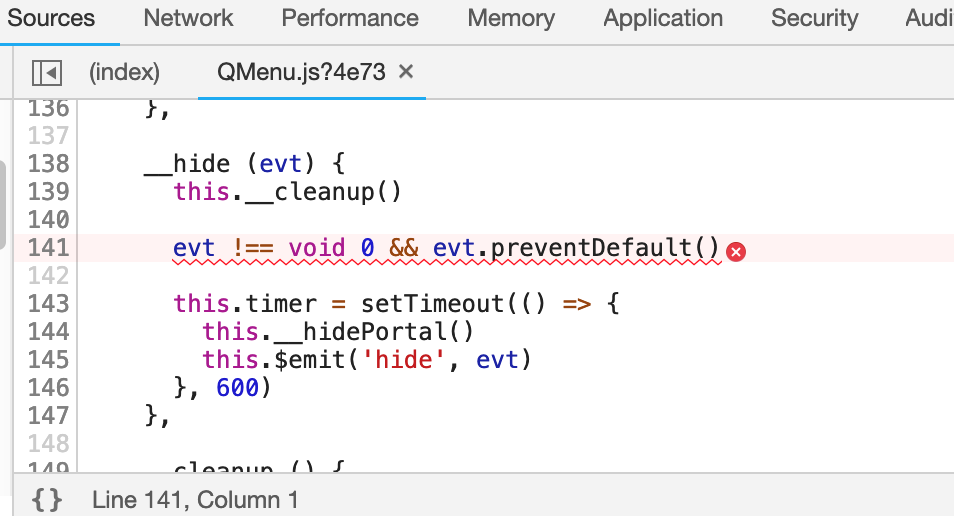 Sources Network Performance Memory Application Security Audi
(index) QMenu.js?4e73 ×
136 },
137
138 __hide (evt) {
139 this.__cleanup()
140
141 evt !== void 0 && evt.preventDefault()
142
143 this.timer = setTimeout(() => {
144 this.__hidePortal()
145 this.$emit('hide', evt)
146 }, 600)
147 },
148
149 cleanup () {
{} Line 141, Column 1